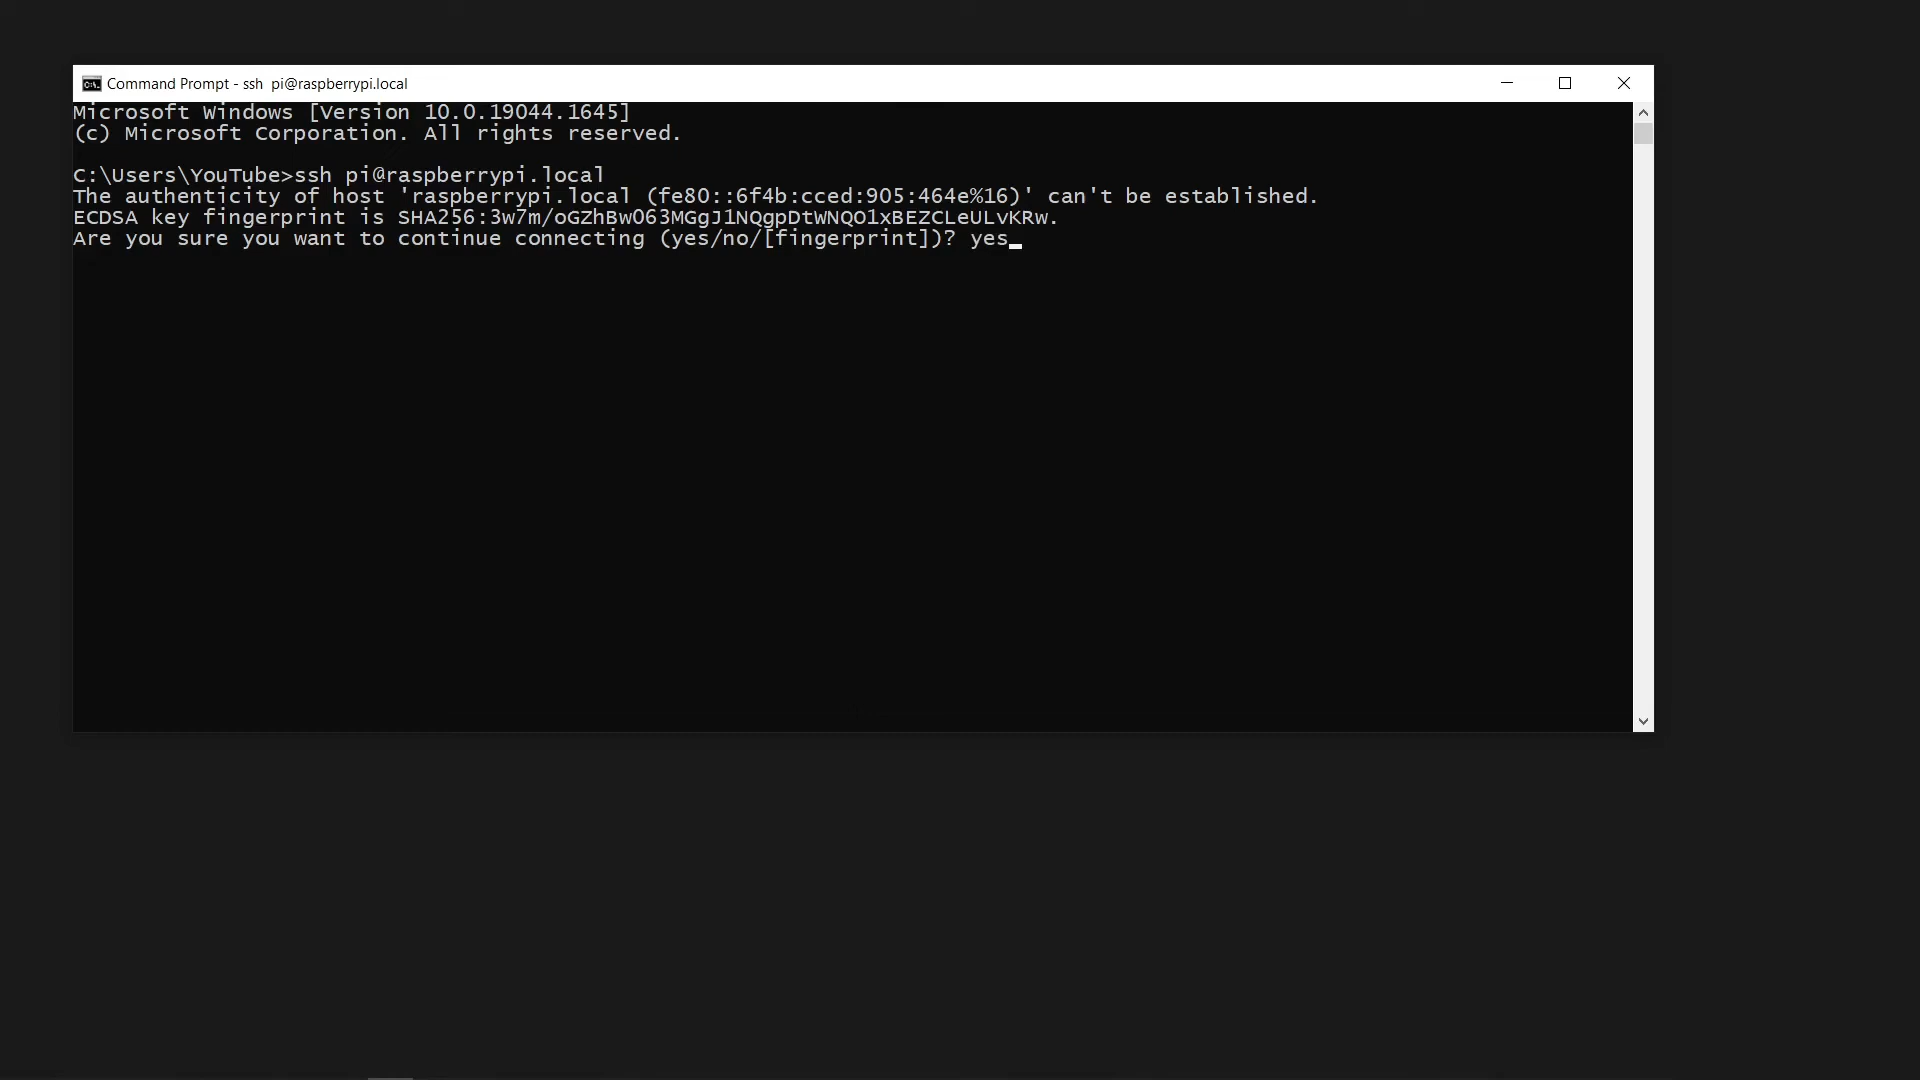 Command Prompt - ssh  pi@raspberrypi.local
Microsoft Windows [Version 10.0.19044.1645]
(c) Microsoft Corporation. All rights reserved.
C:\Users\YouTube>ssh pi@raspberrypi.local
The authenticity of host 'raspberrypi.local (fe80::6f4b:cced:905:464e%16)' can't be established.
ECDSA key fingerprint is SHA256:3w7m/oGZhBwO63MGgJ1NQgpDtWNQO1xBEZCLeULvKRw.
Are you sure you want to continue connecting (yes/no/[fingerprint])? yes